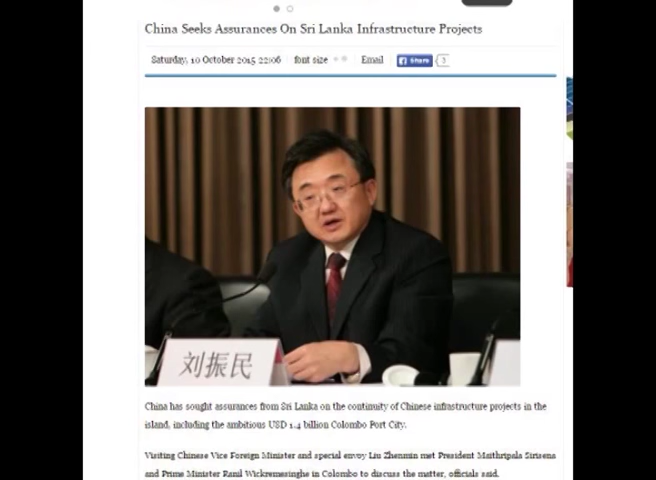 China Seeks Assurances On Sri Lanka Infrastructure Projects
Saturday, 10 October 2015 22:06 font size Email Share 3
刘振民
China has sought assurances from Sri Lanka on the continuity of Chinese infrastructure projects in the
island, including the ambitious USD 1.4 billion Colombo Port City.
Visiting Chinese Vice Foreign Minister and special envoy Liu Zhenmin met President Maithripala Sirisena
and Prime Minister Ranil Wickremesinghe in Colombo to discuss the matter, officials said.